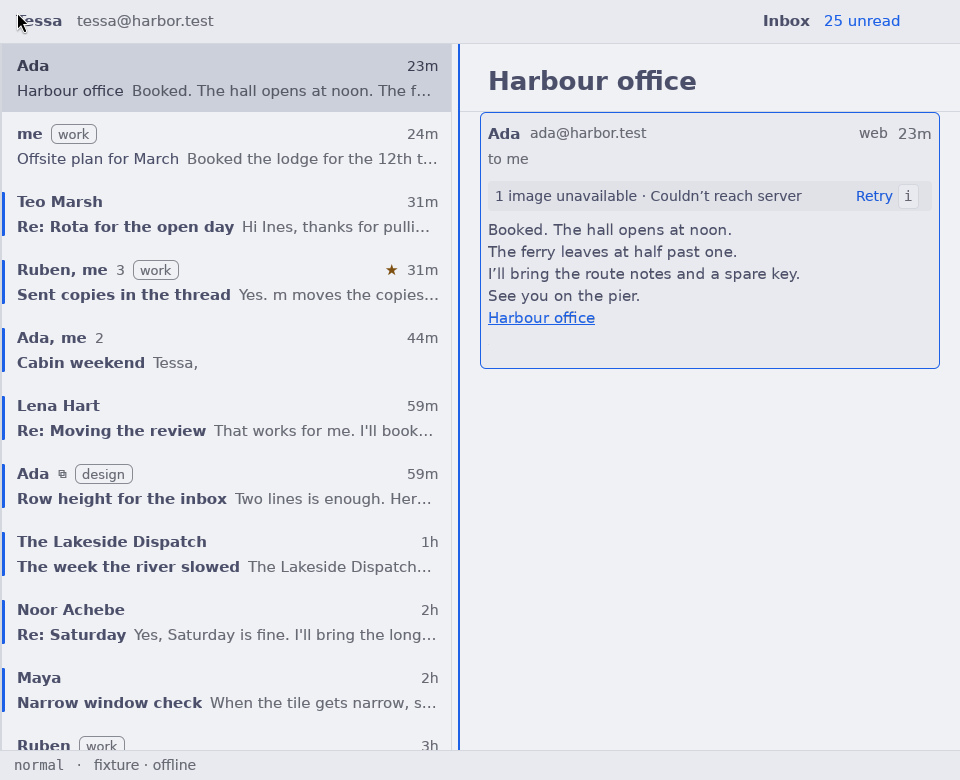 Tessa tessa@harbor.test Inbox 25 unread
Ada 23m
Harbour office Booked. The hall opens at noon. The f…
me work 24m
Offsite plan for March Booked the lodge for the 12th t…
Teo Marsh 31m
Re: Rota for the open day Hi Ines, thanks for pulli…
Ruben, me 3 work ★ 31m
Sent copies in the thread Yes. m moves the copies…
Ada, me 2 44m
Cabin weekend Tessa,
Lena Hart 59m
Re: Moving the review That works for me. I'll book…
Ada design 59m
Row height for the inbox Two lines is enough. Her…
The Lakeside Dispatch 1h
The week the river slowed The Lakeside Dispatch…
Noor Achebe 2h
Re: Saturday Yes, Saturday is fine. I'll bring the long…
Maya 2h
Narrow window check When the tile gets narrow, s…
Ruben work 3h
Harbour office
Ada ada@harbor.test web 23m
to me
1 image unavailable · Couldn’t reach server Retry i
Booked. The hall opens at noon.
The ferry leaves at half past one.
I’ll bring the route notes and a spare key.
See you on the pier.
Harbour office
normal · fixture · offline